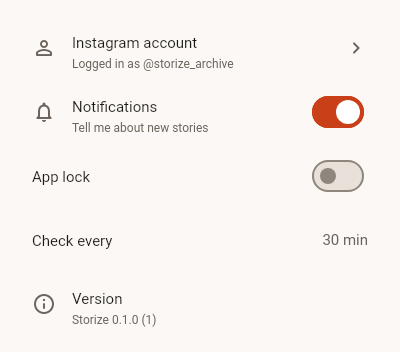 Instagram account
Logged in as @storize_archive
Notifications
Tell me about new stories
App lock
Check every
30 min
Version
Storize 0.1.0 (1)